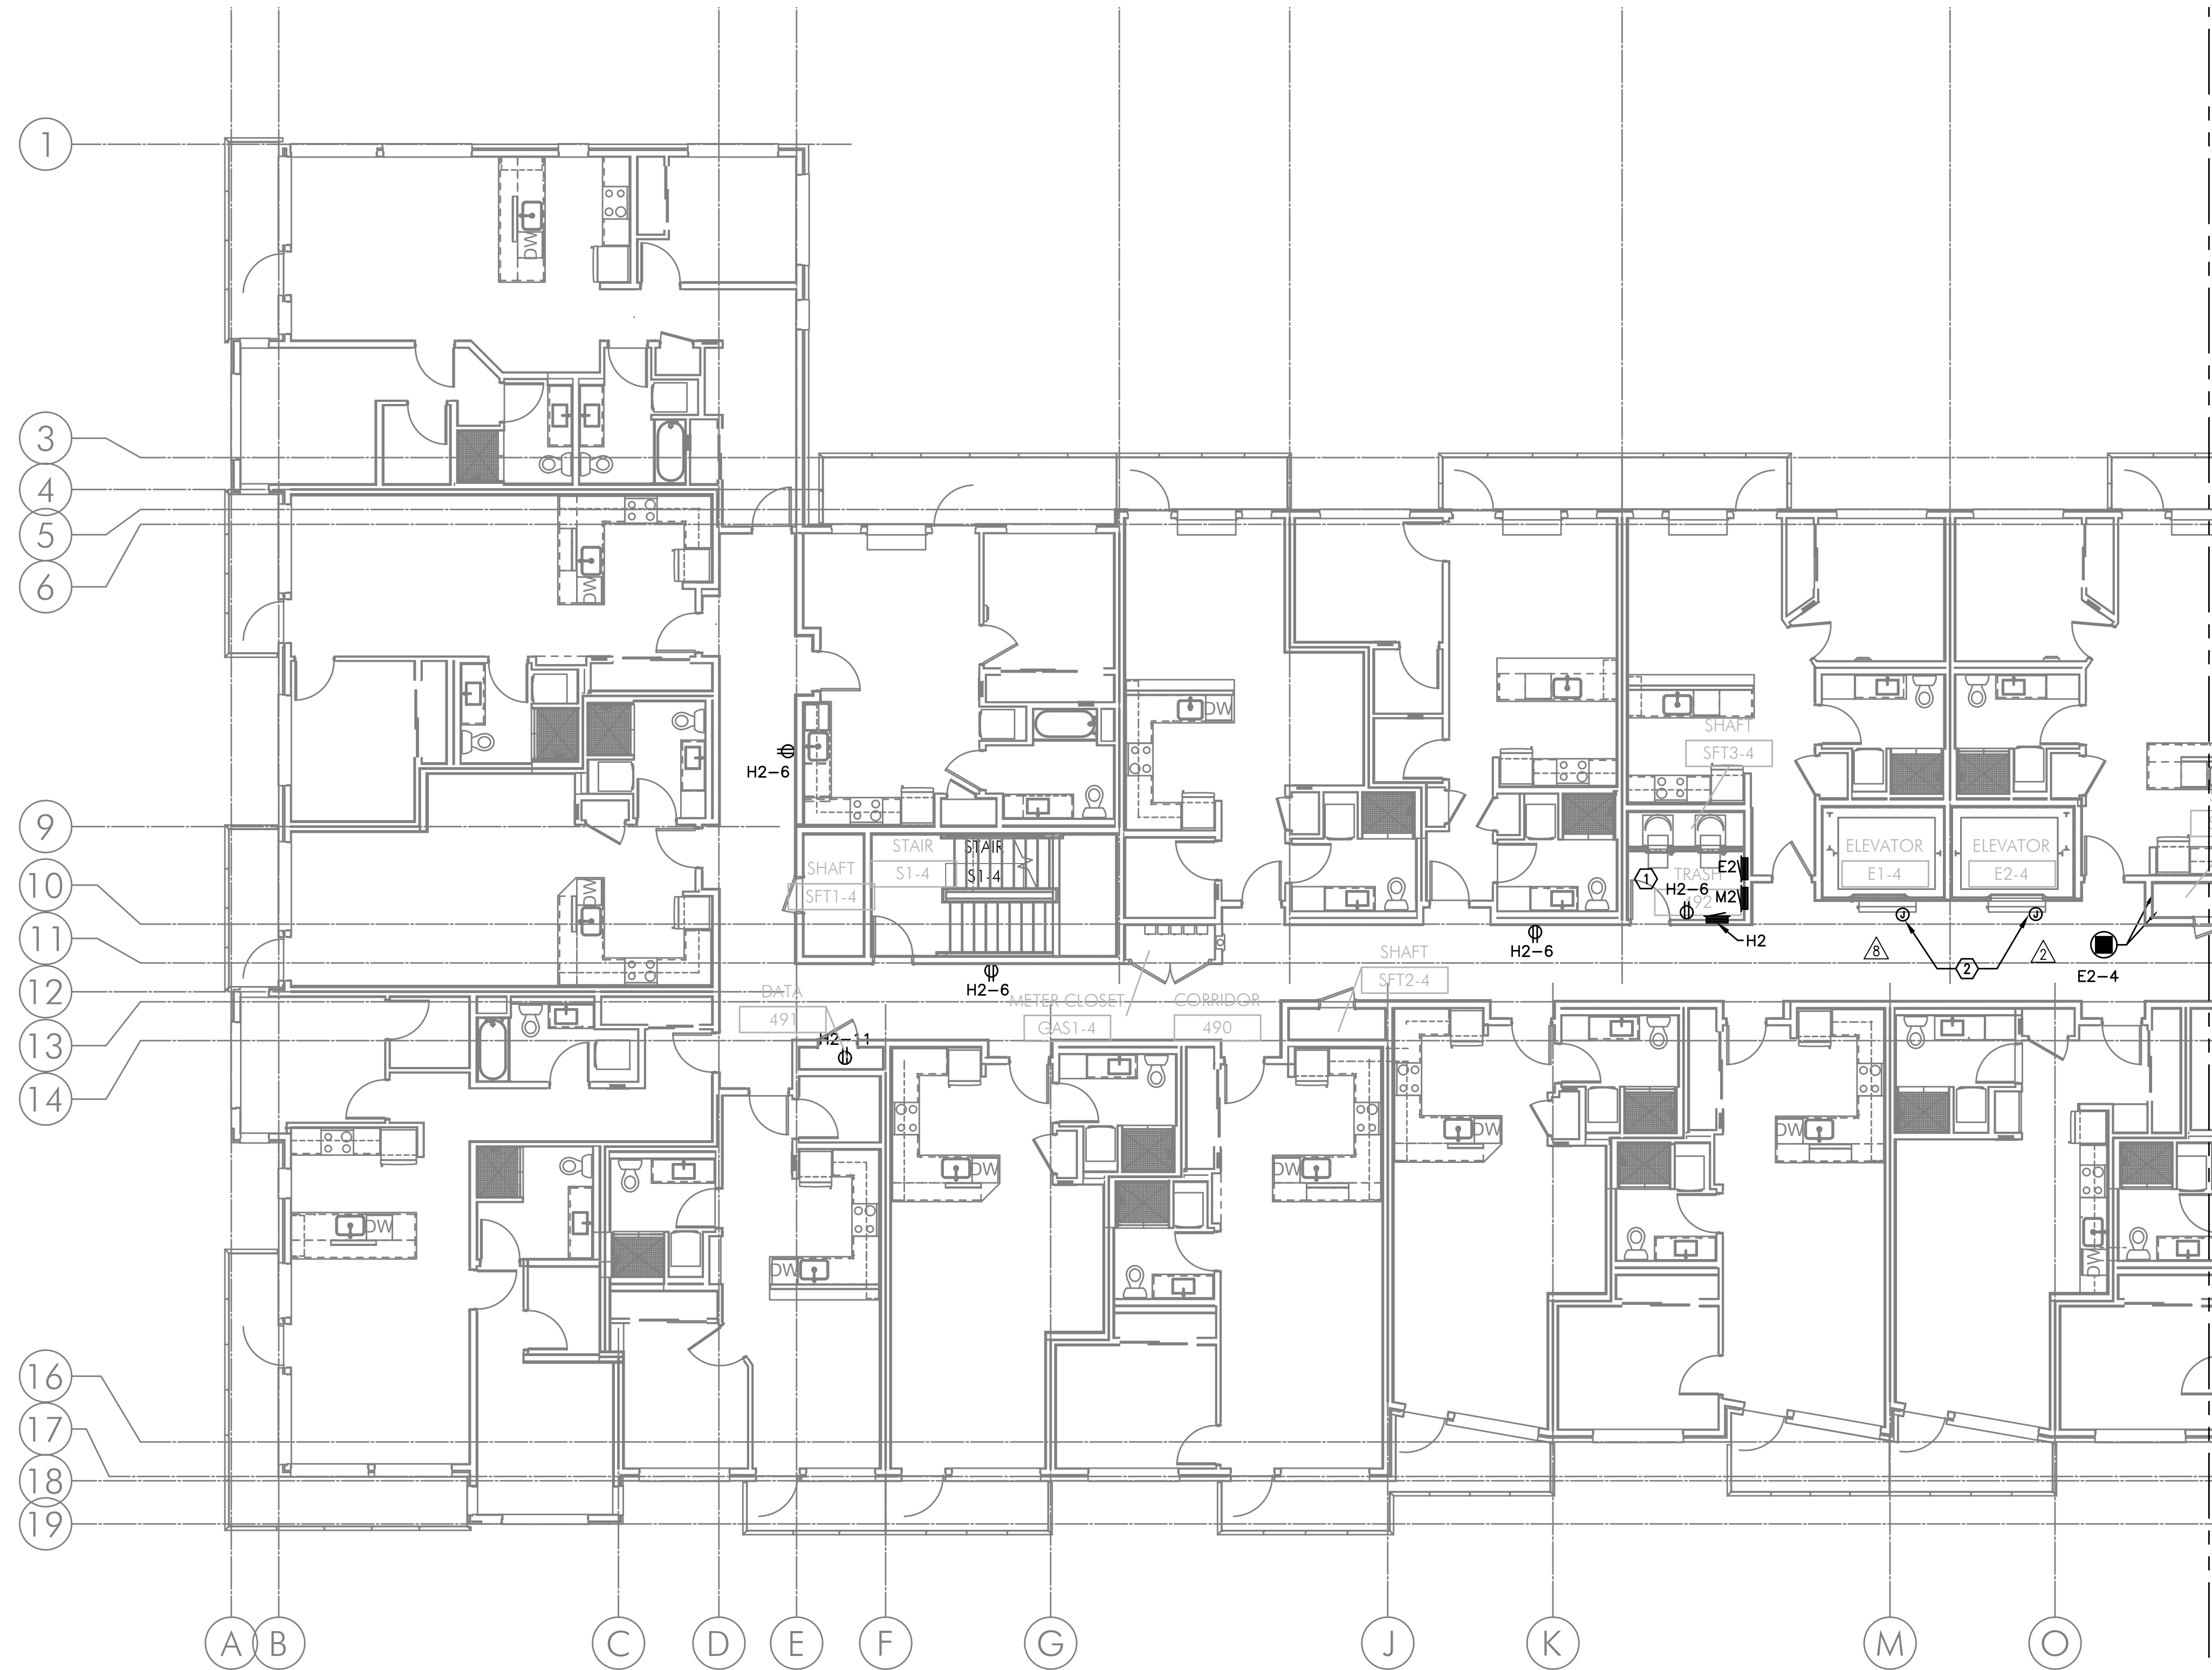 1
DW
3
4
5
6
DW
DW
H2-6
SHAFT
SFT3-4
9
10
11
12
13
14
DW
SHAFT
SFT1-4
STAIR
S1-4
STAIR
S1-4
ELEVATOR
E1-4
ELEVATOR
E2-4
E2
1
H2-6
TRASH
M2
H2
H2-6
H2-6
J
J
8
2
2
E2-4
SHAFT
SFT2-4
DATA
491
H2-11
METER CLOSET
GAS1-4
CORRIDOR
490
DW
DW
DW
DW
DW
DW
DW
16
17
18
19
A
B
C
D
E
F
G
J
K
M
O